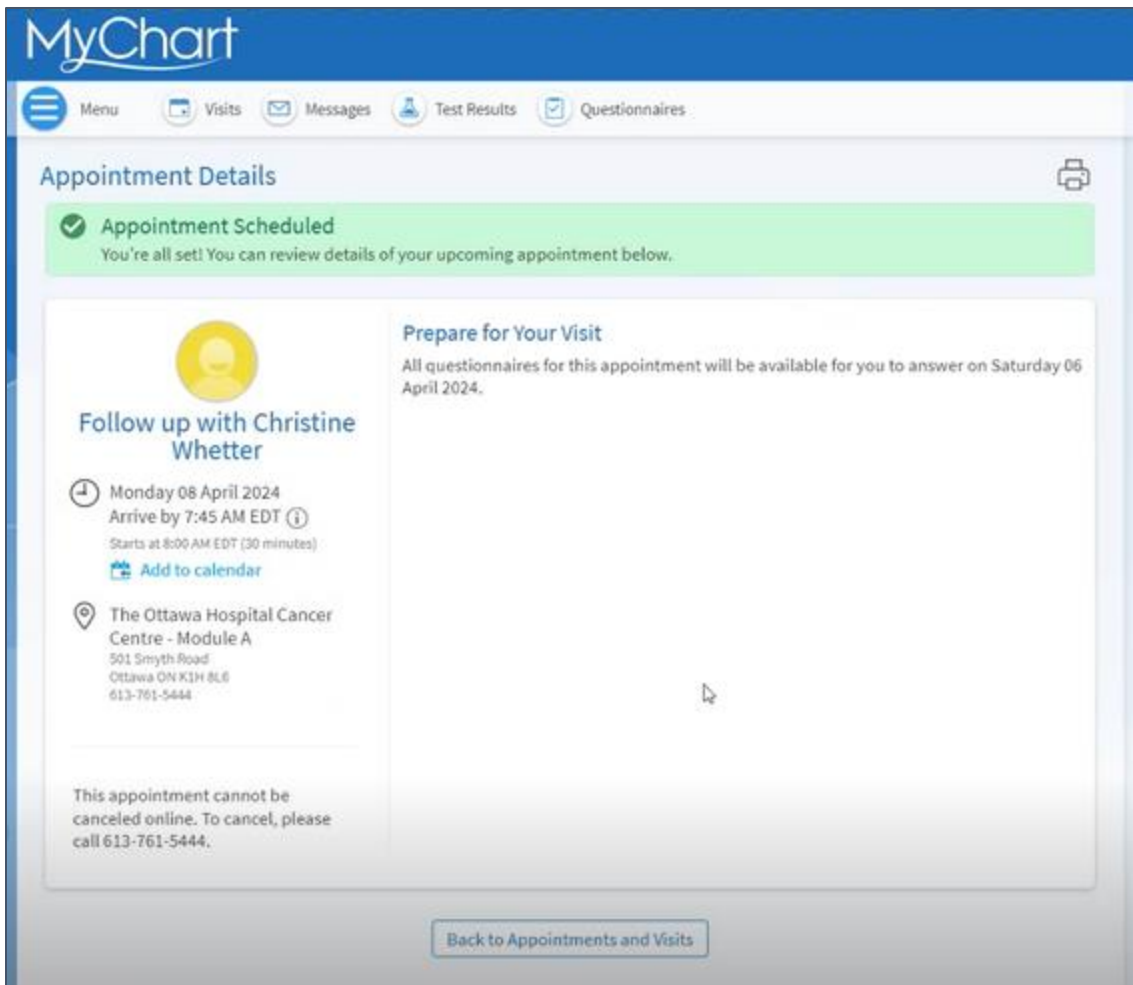 MyChart
Menu Visits Messages Test Results Questionnaires
Appointment Details
Appointment Scheduled
You're all set! You can review details of your upcoming appointment below.
Follow up with Christine
Whetter
Monday 08 April 2024
Arrive by 7:45 AM EDT
Starts at 8:00 AM EDT (30 minutes)
Add to calendar
The Ottawa Hospital Cancer
Centre - Module A
501 Smyth Road
Ottawa ON K1H 8L6
613-761-5444
This appointment cannot be
canceled online. To cancel, please
call 613-761-5444.
Prepare for Your Visit
All questionnaires for this appointment will be available for you to answer on Saturday 06
April 2024.
Back to Appointments and Visits